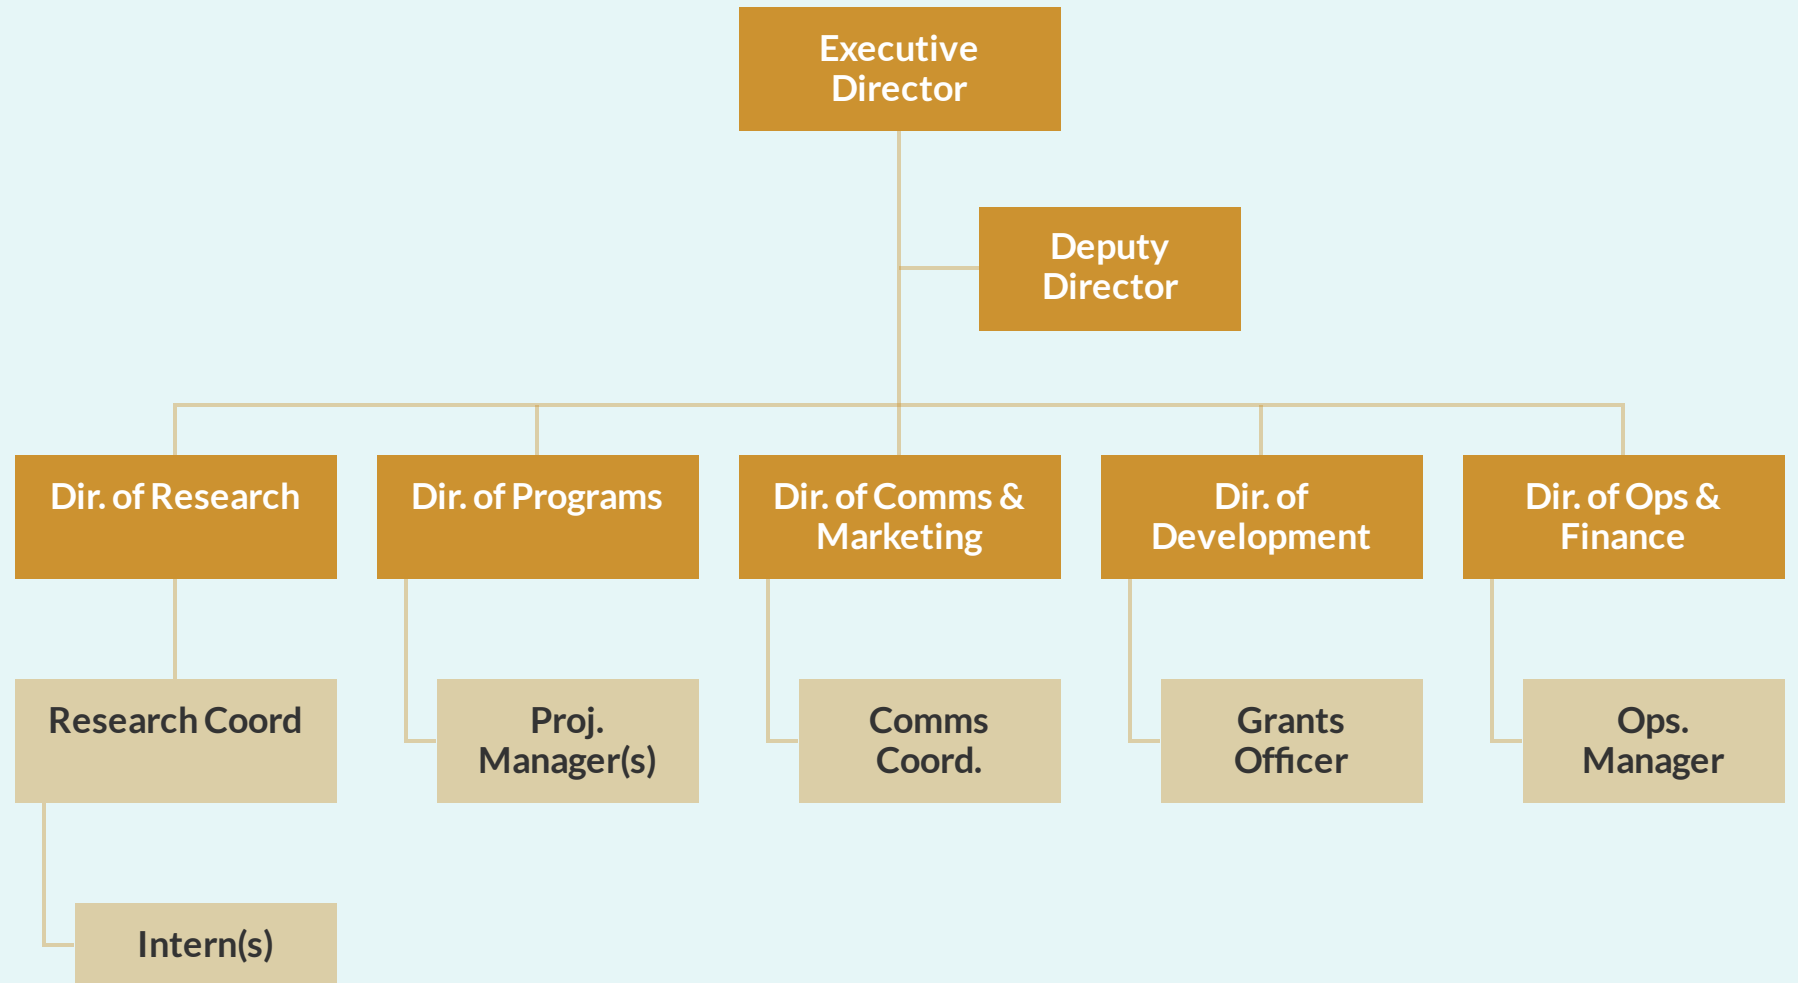 Executive
Director
Deputy
Director
Dir. of Research
Dir. of Programs
Dir. of Comms &
Marketing
Dir. of
Development
Dir. of Ops &
Finance
Research Coord
Proj.
Manager(s)
Comms
Coord.
Grants
Officer
Ops.
Manager
Intern(s)